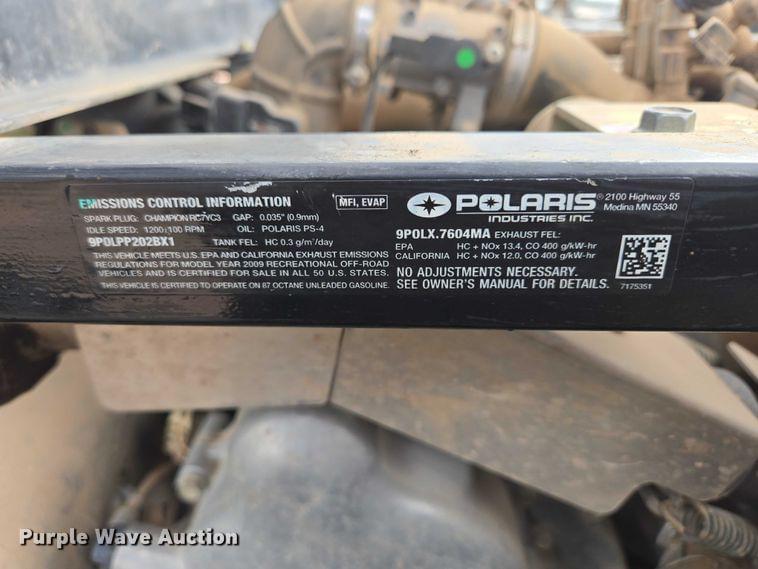 EMISSIONS CONTROL INFORMATION
SPARK PLUG: CHAMPION RC7YC3 GAP: 0.035" (0.9mm)
IDLE SPEED: 1200±100 RPM OIL: POLARIS PS-4
9P0LPP202BX1 TANK FEL: HC 0.3 g/m²/day
THIS VEHICLE MEETS U.S. EPA AND CALIFORNIA EXHAUST EMISSIONS
REGULATIONS FOR MODEL YEAR 2009 RECREATIONAL OFF-ROAD
VEHICLES AND IS CERTIFIED FOR SALE IN ALL 50 U.S. STATES.
THIS VEHICLE IS CERTIFIED TO OPERATE ON 87 OCTANE UNLEADED GASOLINE.
MFI, EVAP
POLARIS®
INDUSTRIES INC.
2100 Highway 55
Medina MN 55340
9P0LX.7604MA EXHAUST FEL:
EPA HC + NOx 13.4, CO 400 g/kW-hr
CALIFORNIA HC + NOx 12.0, CO 400 g/kW-hr
NO ADJUSTMENTS NECESSARY.
SEE OWNER'S MANUAL FOR DETAILS.
7175351
Purple Wave Auction